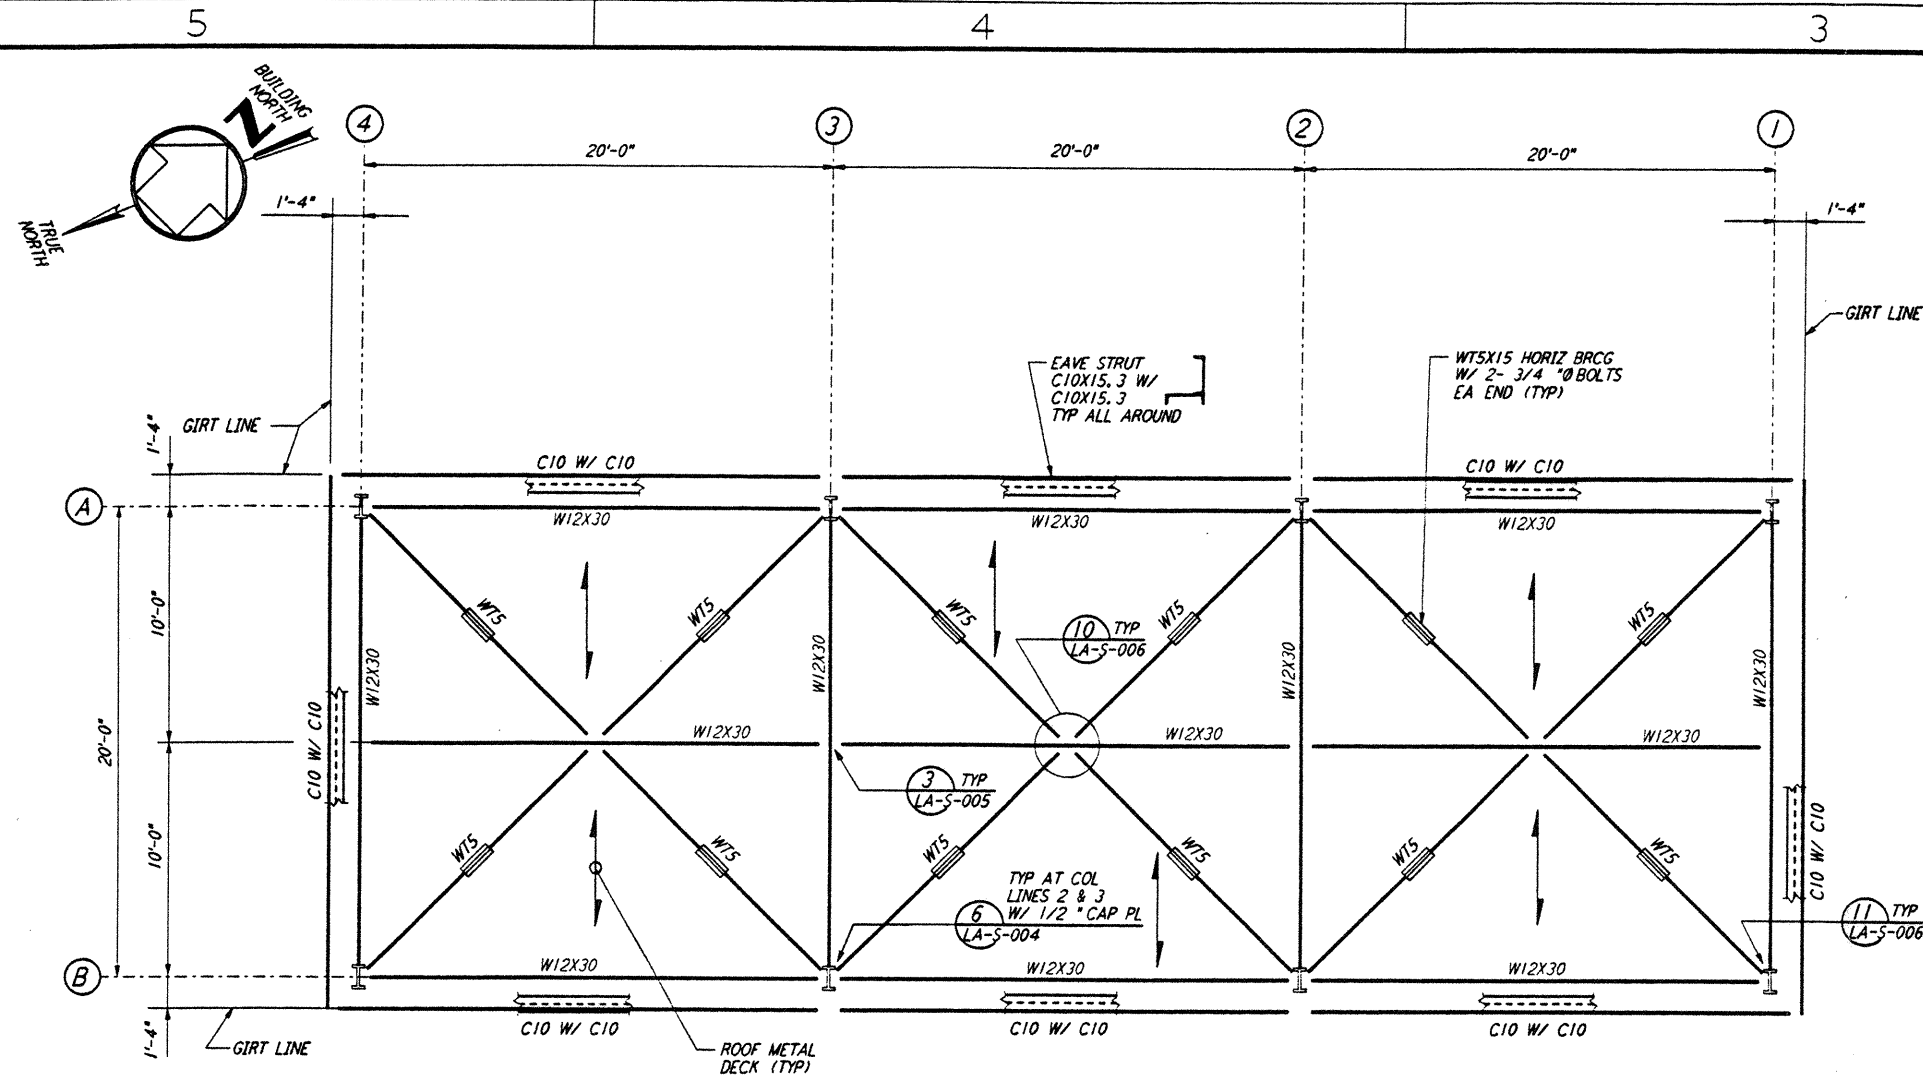 5
4
3
BUILDING
NORTH
N
TRUE
NORTH
4
3
2
1
20'-0"
20'-0"
20'-0"
1'-4"
1'-4"
GIRT LINE
EAVE STRUT
C10X15.3 W/
C10X15.3
TYP ALL AROUND
WT5X15 HORIZ BRCG
W/ 2- 3/4 "Ø BOLTS
EA END (TYP)
GIRT LINE
1'-4"
C10 W/ C10
C10 W/ C10
A
W12X30
W12X30
W12X30
10'-0"
WT5
WT5
WT5
WT5
WT5
10 TYP
LA-S-006
W12X30
W12X30
W12X30
W12X30
20'-0"
C10 W/ C10
W12X30
W12X30
W12X30
3 TYP
LA-S-005
10'-0"
WT5
WT5
WT5
WT5
WT5
WT5
C10 W/ C10
TYP AT COL
LINES 2 & 3
W/ 1/2 " CAP PL
6
LA-S-004
11 TYP
LA-S-006
B
W12X30
W12X30
W12X30
C10 W/ C10
C10 W/ C10
C10 W/ C10
1'-4"
GIRT LINE
ROOF METAL
DECK (TYP)